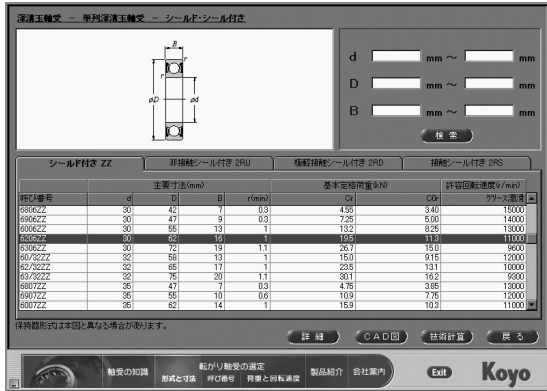 深溝玉軸受 － 単列深溝玉軸受 － シールド･シール付き
B
r
r
øD
ød
d mm ～ mm
D mm ～ mm
B mm ～ mm
検 索
シールド付き ZZ 非接触シール付き 2RU 極軽接触シール付き 2RD 接触シール付き 2RS
主要寸法(mm) 基本定格荷重(kN) 許容回転速度(r/min)
呼び番号 d D B r(min) Cr C0r グリース潤滑
6806ZZ 30 42 7 0.3 4.55 3.40 15000
6906ZZ 30 47 9 0.3 7.25 5.00 14000
6006ZZ 30 55 13 1 13.2 8.25 13000
6206ZZ 30 62 16 1 19.5 11.3 11000
6306ZZ 30 72 19 1.1 26.7 15.0 9600
60/32ZZ 32 58 13 1 15.0 9.15 12000
62/32ZZ 32 65 17 1 23.5 13.1 10000
63/32ZZ 32 75 20 1.1 30.1 16.2 9300
6807ZZ 35 47 7 0.3 4.75 3.85 13000
6907ZZ 35 55 10 0.6 10.9 7.75 12000
6007ZZ 35 62 14 1 15.9 10.3 11000
保持器形式は本図と異なる場合があります。
詳 細 ＣＡＤ図 技術計算 戻 る
軸受の知識 転がり軸受の選定 製品紹介 会社案内 Exit Koyo
形式と寸法 呼び番号 荷重と回転速度